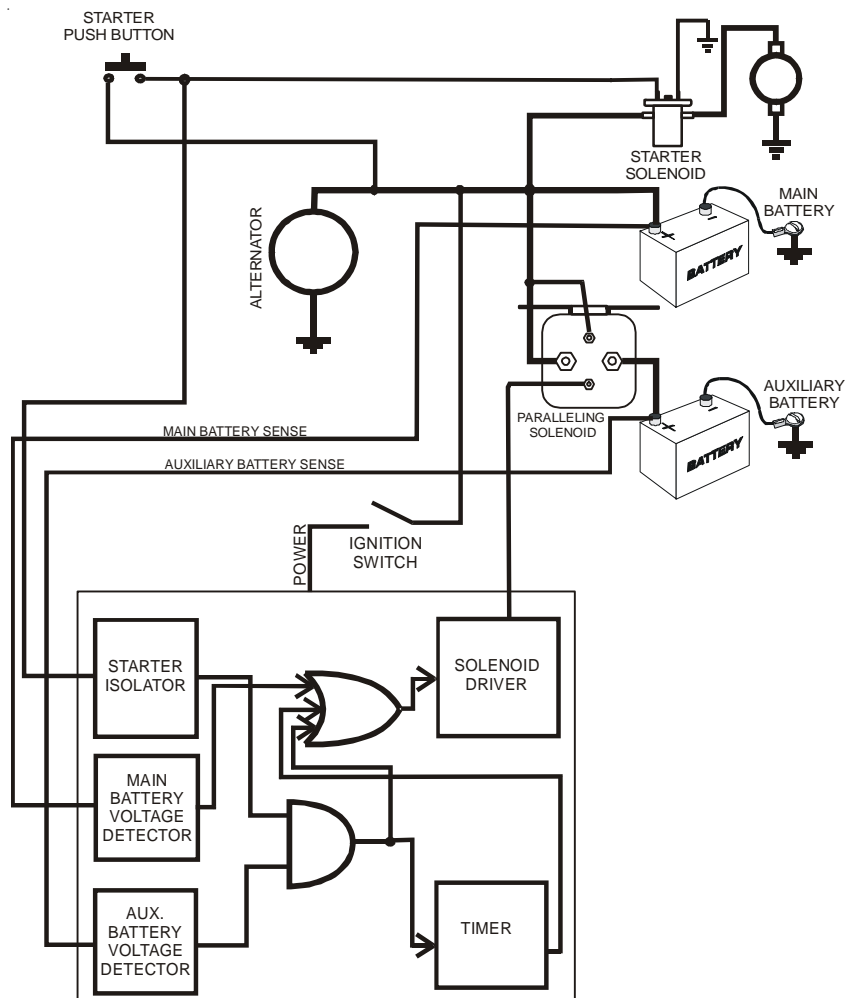 STARTER
PUSH BUTTON
STARTER
SOLENOID
MAIN
BATTERY
ALTERNATOR
+
-
BATTERY
PARALLELING
SOLENOID
AUXILIARY
BATTERY
+
-
BATTERY
MAIN BATTERY SENSE
AUXILIARY BATTERY SENSE
POWER
IGNITION
SWITCH
STARTER
ISOLATOR
SOLENOID
DRIVER
MAIN
BATTERY
VOLTAGE
DETECTOR
AUX.
BATTERY
VOLTAGE
DETECTOR
TIMER